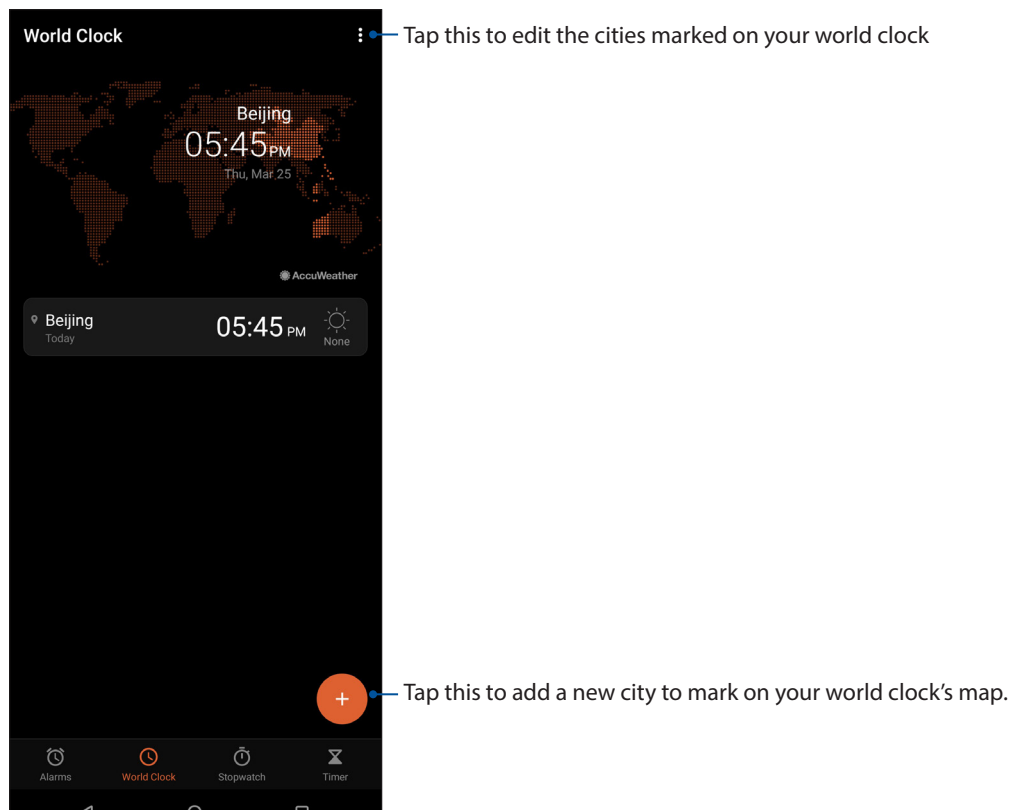 World Clock
Tap this to edit the cities marked on your world clock
Beijing
05:45 PM
Thu, Mar 25
AccuWeather
Beijing
Today
05:45 PM
None
+
Tap this to add a new city to mark on your world clock’s map.
Alarms
World Clock
Stopwatch
Timer